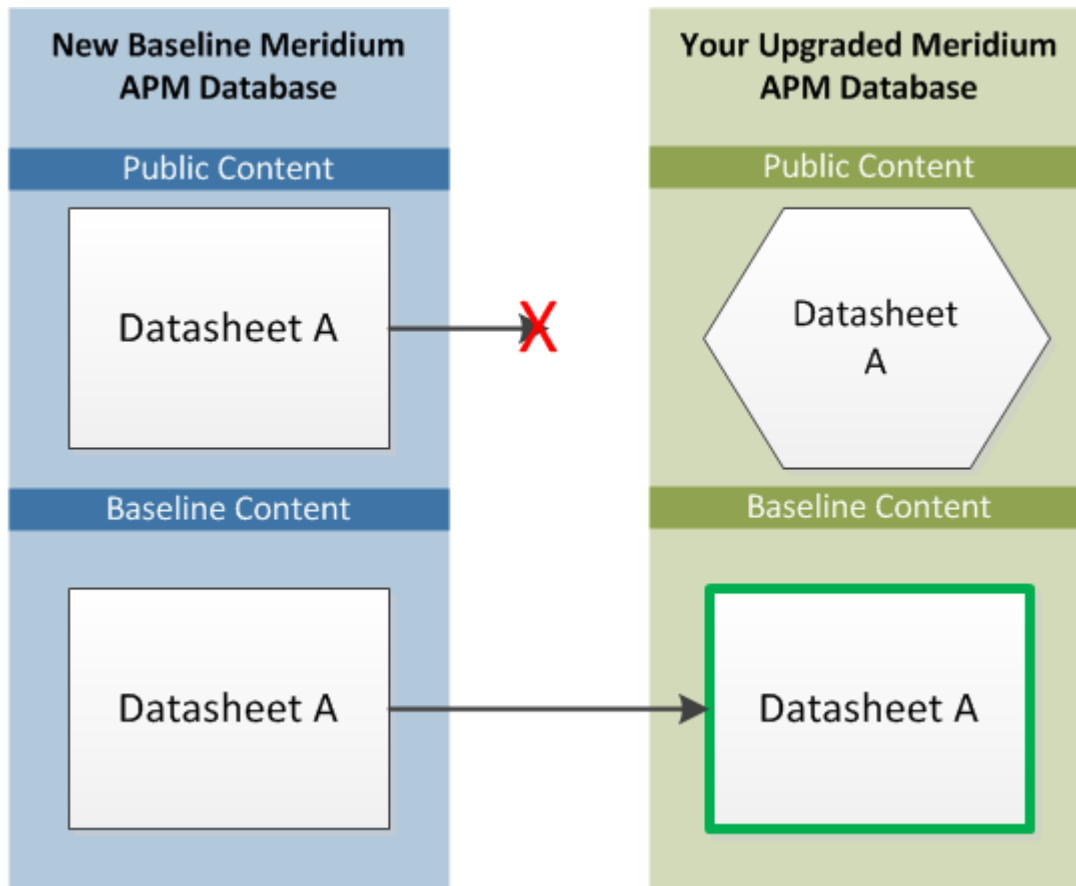 New Baseline Meridium
APM Database
Public Content
Datasheet A
Baseline Content
Datasheet A
Your Upgraded Meridium
APM Database
Public Content
Datasheet
A
Baseline Content
Datasheet A